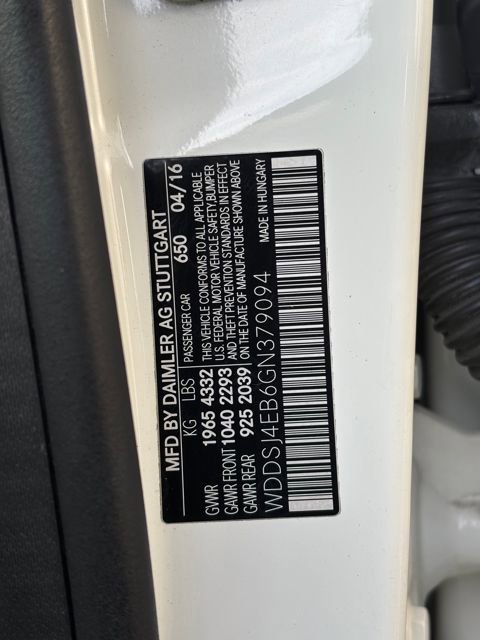 MFD BY DAIMLER AG STUTTGART
KG LBS PASSENGER CAR 650 04/16
GVWR 1965 4332 THIS VEHICLE CONFORMS TO ALL APPLICABLE
GAWR FRONT 1040 2293 U.S. FEDERAL MOTOR VEHICLE SAFETY, BUMPER
GAWR REAR 925 2039 AND THEFT PREVENTION STANDARDS IN EFFECT
ON THE DATE OF MANUFACTURE SHOWN ABOVE
WDDSJ4EB6GN379094 MADE IN HUNGARY